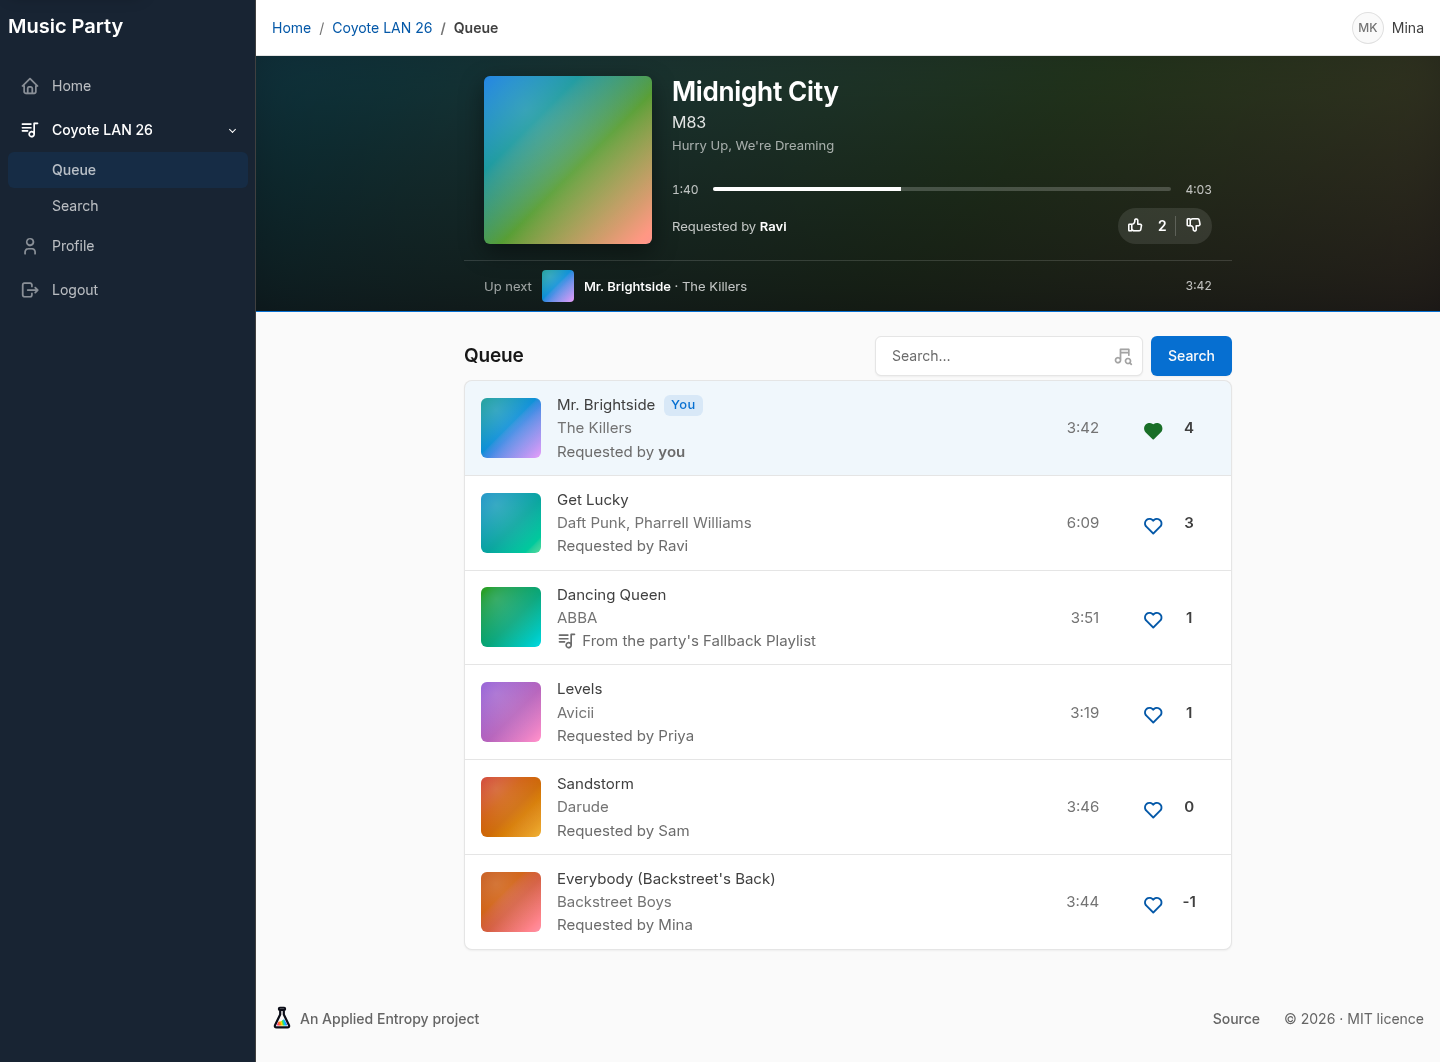 Music Party
Home
Coyote LAN 26
Queue
Search
Profile
Logout
Home / Coyote LAN 26 / Queue
MK Mina
Midnight City
M83
Hurry Up, We're Dreaming
1:40 4:03
Requested by Ravi 2
Up next Mr. Brightside · The Killers 3:42
Queue Search... Search
Mr. Brightside You
The Killers 3:42 4
Requested by you
Get Lucky
Daft Punk, Pharrell Williams 6:09 3
Requested by Ravi
Dancing Queen
ABBA 3:51 1
From the party's Fallback Playlist
Levels
Avicii 3:19 1
Requested by Priya
Sandstorm
Darude 3:46 0
Requested by Sam
Everybody (Backstreet's Back)
Backstreet Boys 3:44 -1
Requested by Mina
An Applied Entropy project Source © 2026 · MIT licence